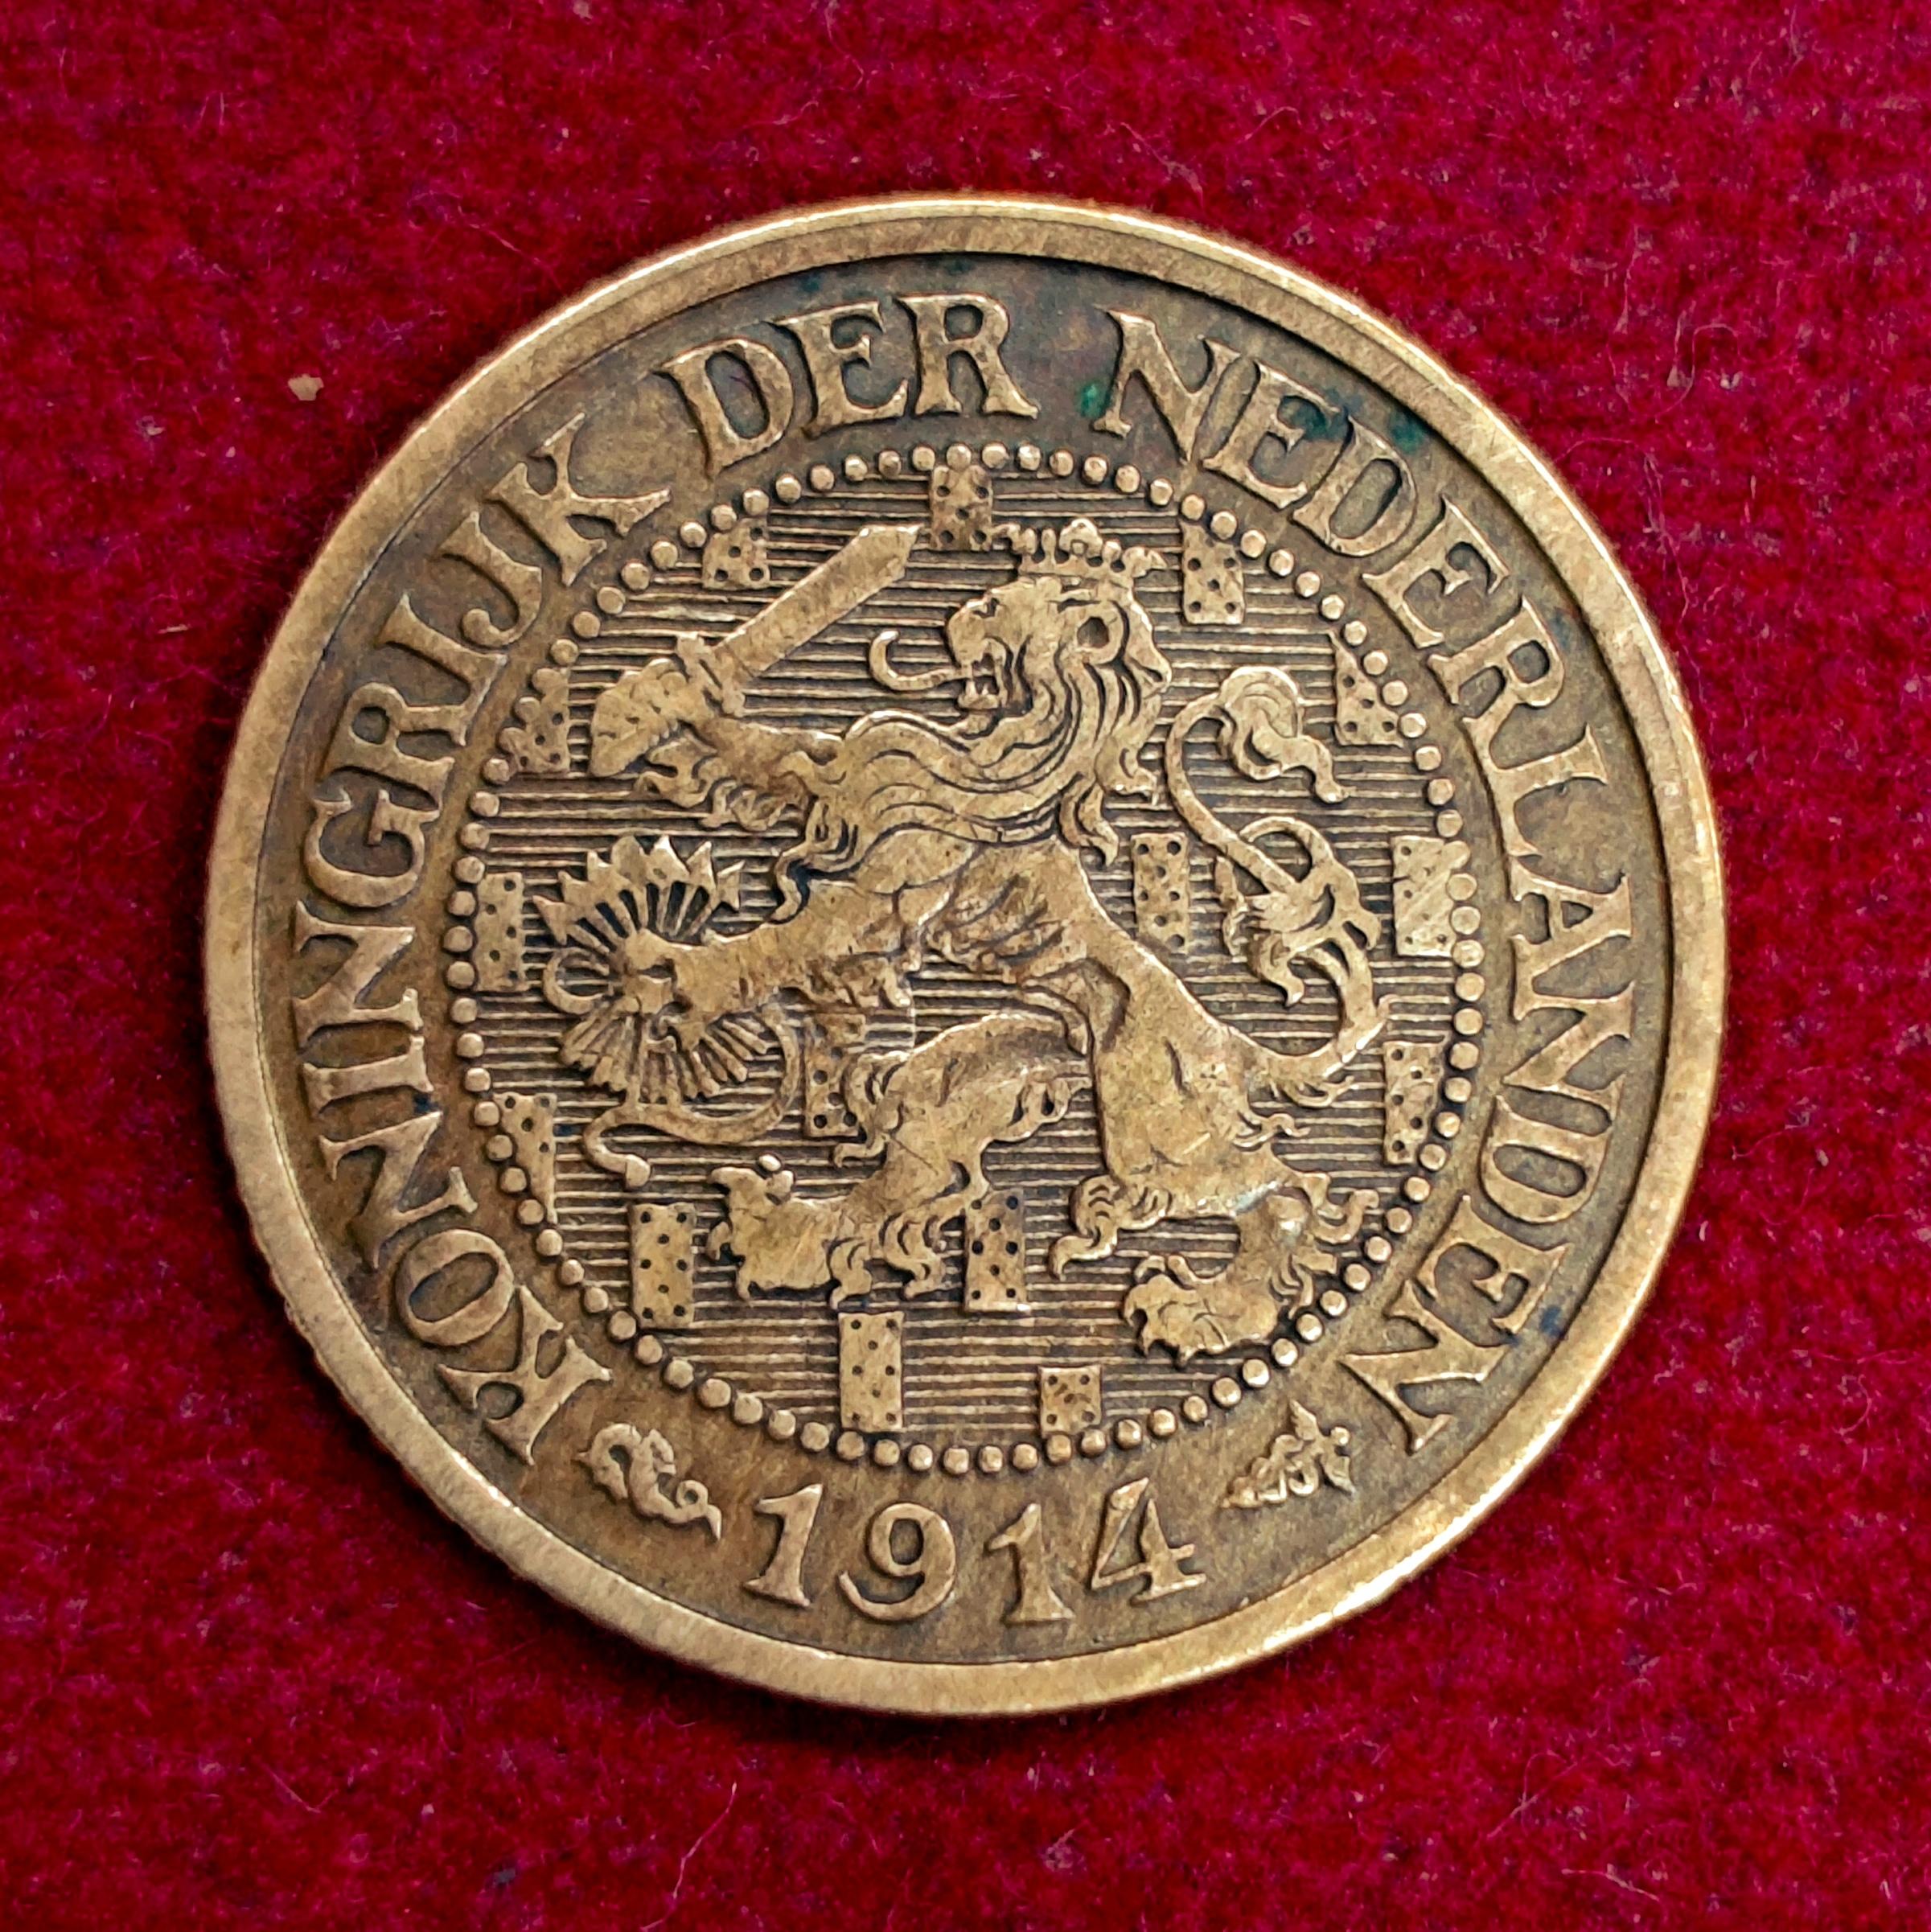 KONINGRIJK DER NEDERLANDEN
1914